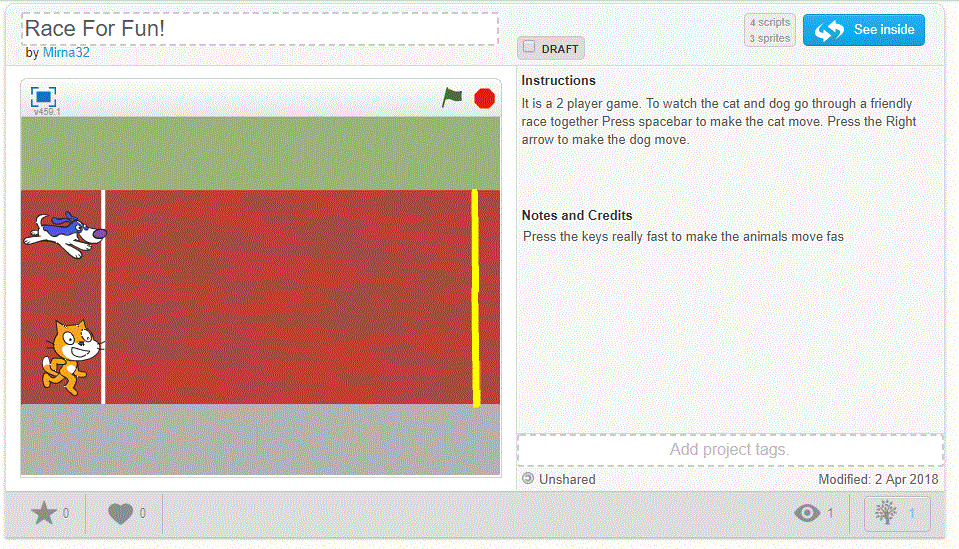 Race For Fun!
by Mirna32
DRAFT
4 scripts
3 sprites
See inside
v459.1
Instructions
It is a 2 player game. To watch the cat and dog go through a friendly
race together Press spacebar to make the cat move. Press the Right
arrow to make the dog move.
Notes and Credits
Press the keys really fast to make the animals move fas
Add project tags.
Unshared
Modified: 2 Apr 2018
0
0
1
1